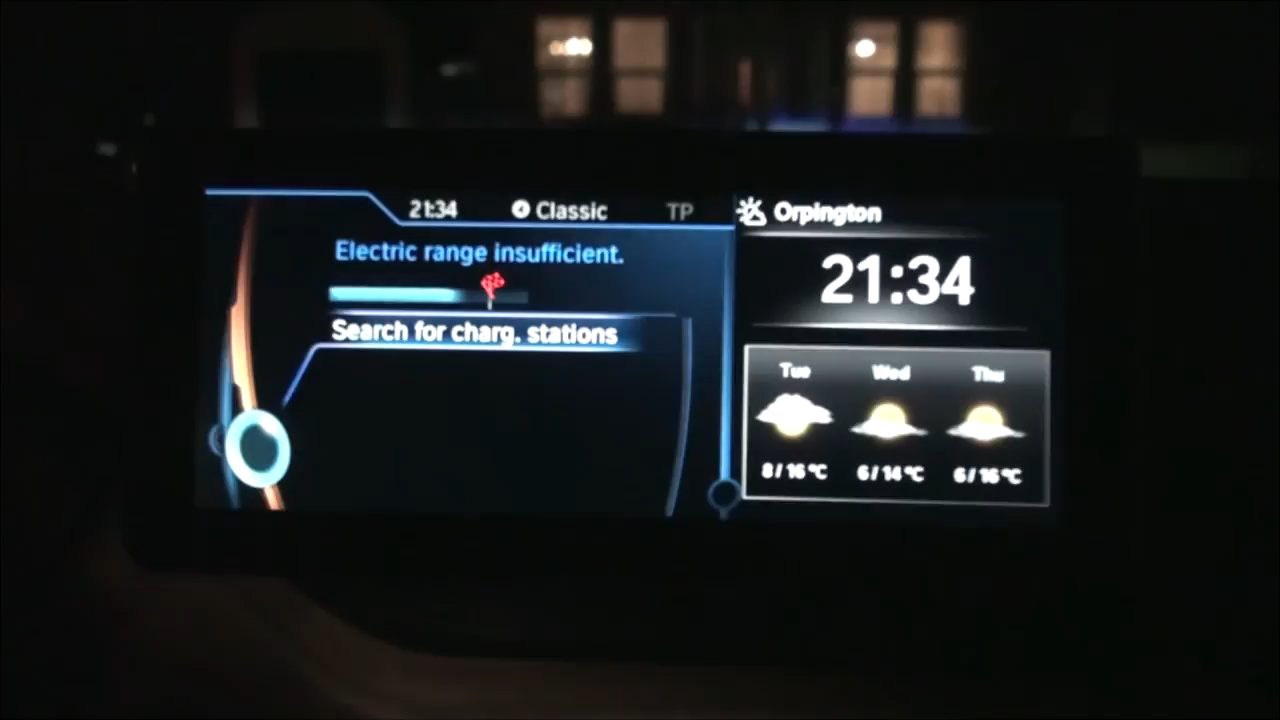 21:34 Classic TP
Electric range insufficient.
Search for charg. stations
Orpington
21:34
Tue Wed Thu
8/16°C 6/14°C 6/16°C